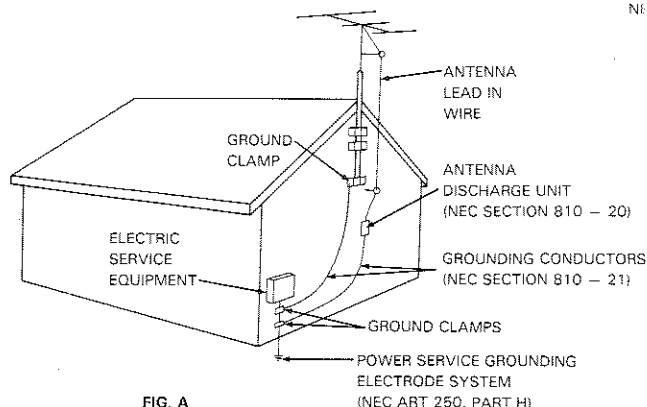 ANTENNA
LEAD IN
WIRE
GROUND
CLAMP
ANTENNA
DISCHARGE UNIT
(NEC SECTION 810 – 20)
ELECTRIC
SERVICE
EQUIPMENT
GROUNDING CONDUCTORS
(NEC SECTION 810 – 21)
GROUND CLAMPS
POWER SERVICE GROUNDING
ELECTRODE SYSTEM
(NEC ART 250, PART H)
FIG. A